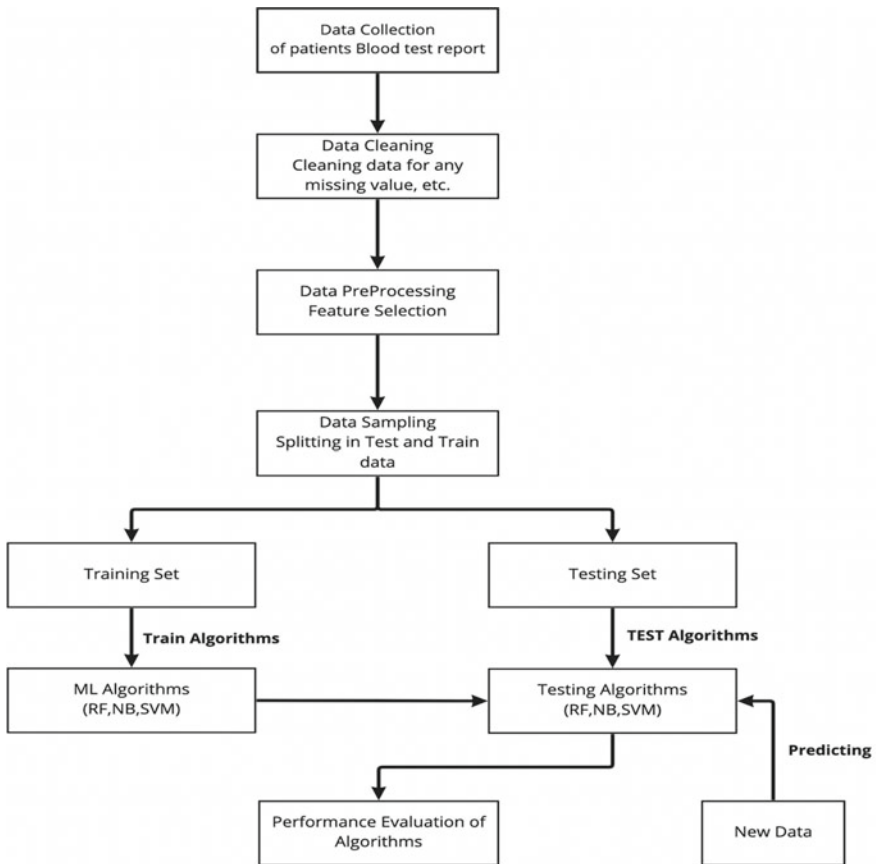 Data Collection
of patients Blood test report
Data Cleaning
Cleaning data for any
missing value, etc.
Data PreProcessing
Feature Selection
Data Sampling
Splitting in Test and Train
data
Training Set
Testing Set
Train Algorithms
TEST Algorithms
ML Algorithms
(RF,NB,SVM)
Testing Algorithms
(RF,NB,SVM)
Predicting
Performance Evaluation of
Algorithms
New Data